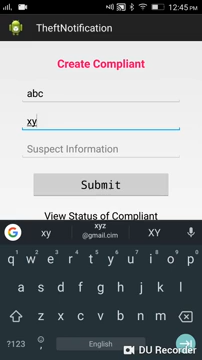 12:45 PM
TheftNotification
Create Compliant
abc
xy
Suspect Information
Submit
View Status of Compliant
xy
xyz
@gmail.cim
XY
q w e r t y u i o p
a s d f g h j k l
z x c v b n m
?123
English
DU Recorder